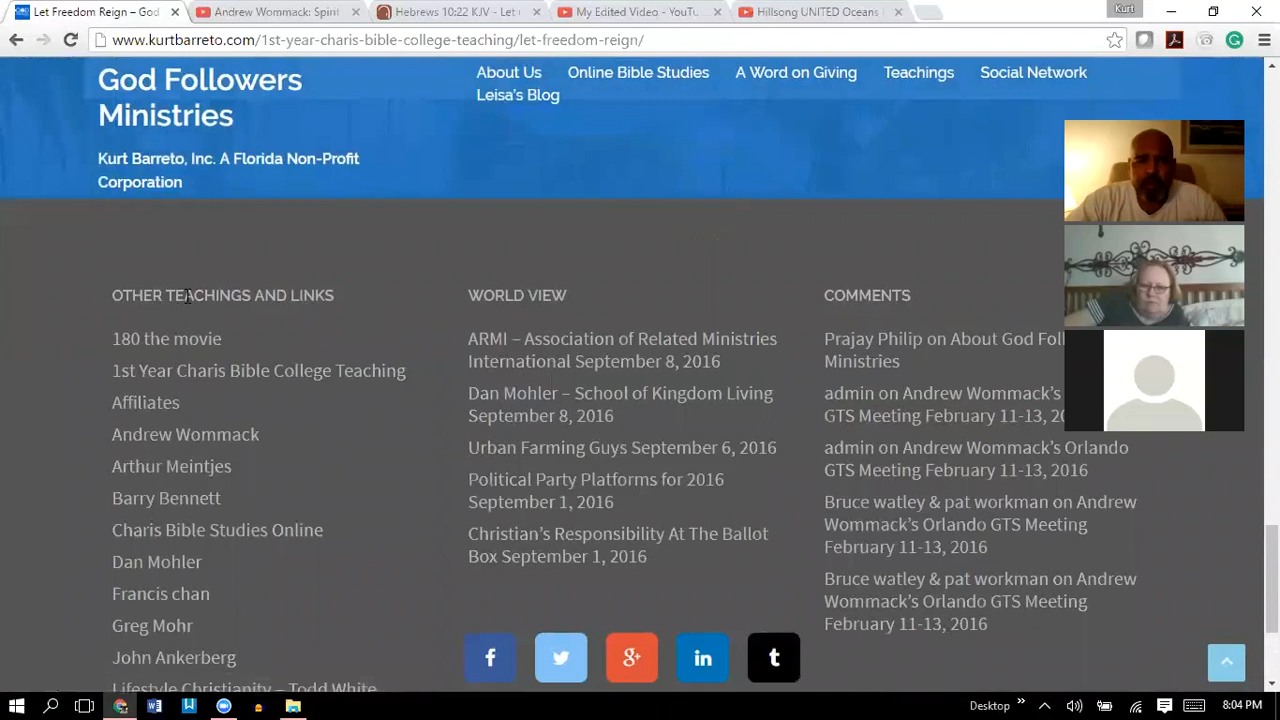 Let Freedom Reign – God
Andrew Wommack: Spirit
Hebrews 10:22 KJV - Let
My Edited Video - YouTu
Hillsong UNITED Oceans
Kurt
www.kurtbarreto.com/1st-year-charis-bible-college-teaching/let-freedom-reign/
God Followers
Ministries
Kurt Barreto, Inc. A Florida Non-Profit
Corporation
About Us
Online Bible Studies
A Word on Giving
Teachings
Social Network
Leisa's Blog
OTHER TEACHINGS AND LINKS
180 the movie
1st Year Charis Bible College Teaching
Affiliates
Andrew Wommack
Arthur Meintjes
Barry Bennett
Charis Bible Studies Online
Dan Mohler
Francis chan
Greg Mohr
John Ankerberg
Lifestyle Christianity – Todd White
WORLD VIEW
ARMI – Association of Related Ministries
International September 8, 2016
Dan Mohler – School of Kingdom Living
September 8, 2016
Urban Farming Guys September 6, 2016
Political Party Platforms for 2016
September 1, 2016
Christian's Responsibility At The Ballot
Box September 1, 2016
COMMENTS
Prajay Philip on About God Foll
Ministries
admin on Andrew Wommack's
GTS Meeting February 11-13, 2
admin on Andrew Wommack's Orlando
GTS Meeting February 11-13, 2016
Bruce watley & pat workman on Andrew
Wommack's Orlando GTS Meeting
February 11-13, 2016
Bruce watley & pat workman on Andrew
Wommack's Orlando GTS Meeting
February 11-13, 2016
f
g+
in
t
Desktop
8:04 PM